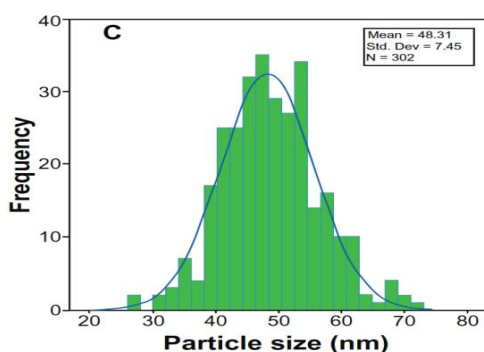 C
Mean = 48.31
Std. Dev = 7.45
N = 302
Frequency
40
30
20
10
0
20 30 40 50 60 70 80
Particle size (nm)